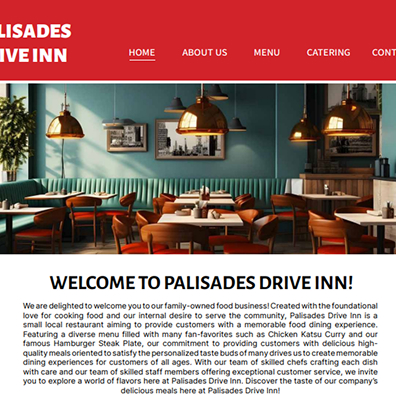 LISADES
IVE INN
HOME ABOUT US MENU CATERING CONT
WELCOME TO PALISADES DRIVE INN!
We are delighted to welcome you to our family-owned food business! Created with the foundational
love for cooking food and our internal desire to serve the community, Palisades Drive Inn is a
small local restaurant aiming to provide customers with a memorable food dining experience.
Featuring a diverse menu filled with many fan-favorites such as Chicken Katsu Curry and our
famous Hamburger Steak Plate, our commitment to providing customers with delicious high-
quality meals oriented to satisfy the personalized taste buds of many drives us to create memorable
dining experiences for customers of all ages. With our team of skilled chefs crafting each dish
with care and our team of skilled staff members offering exceptional customer service, we invite
you to explore a world of flavors here at Palisades Drive Inn. Discover the taste of our company's
delicious meals here at Palisades Drive Inn!